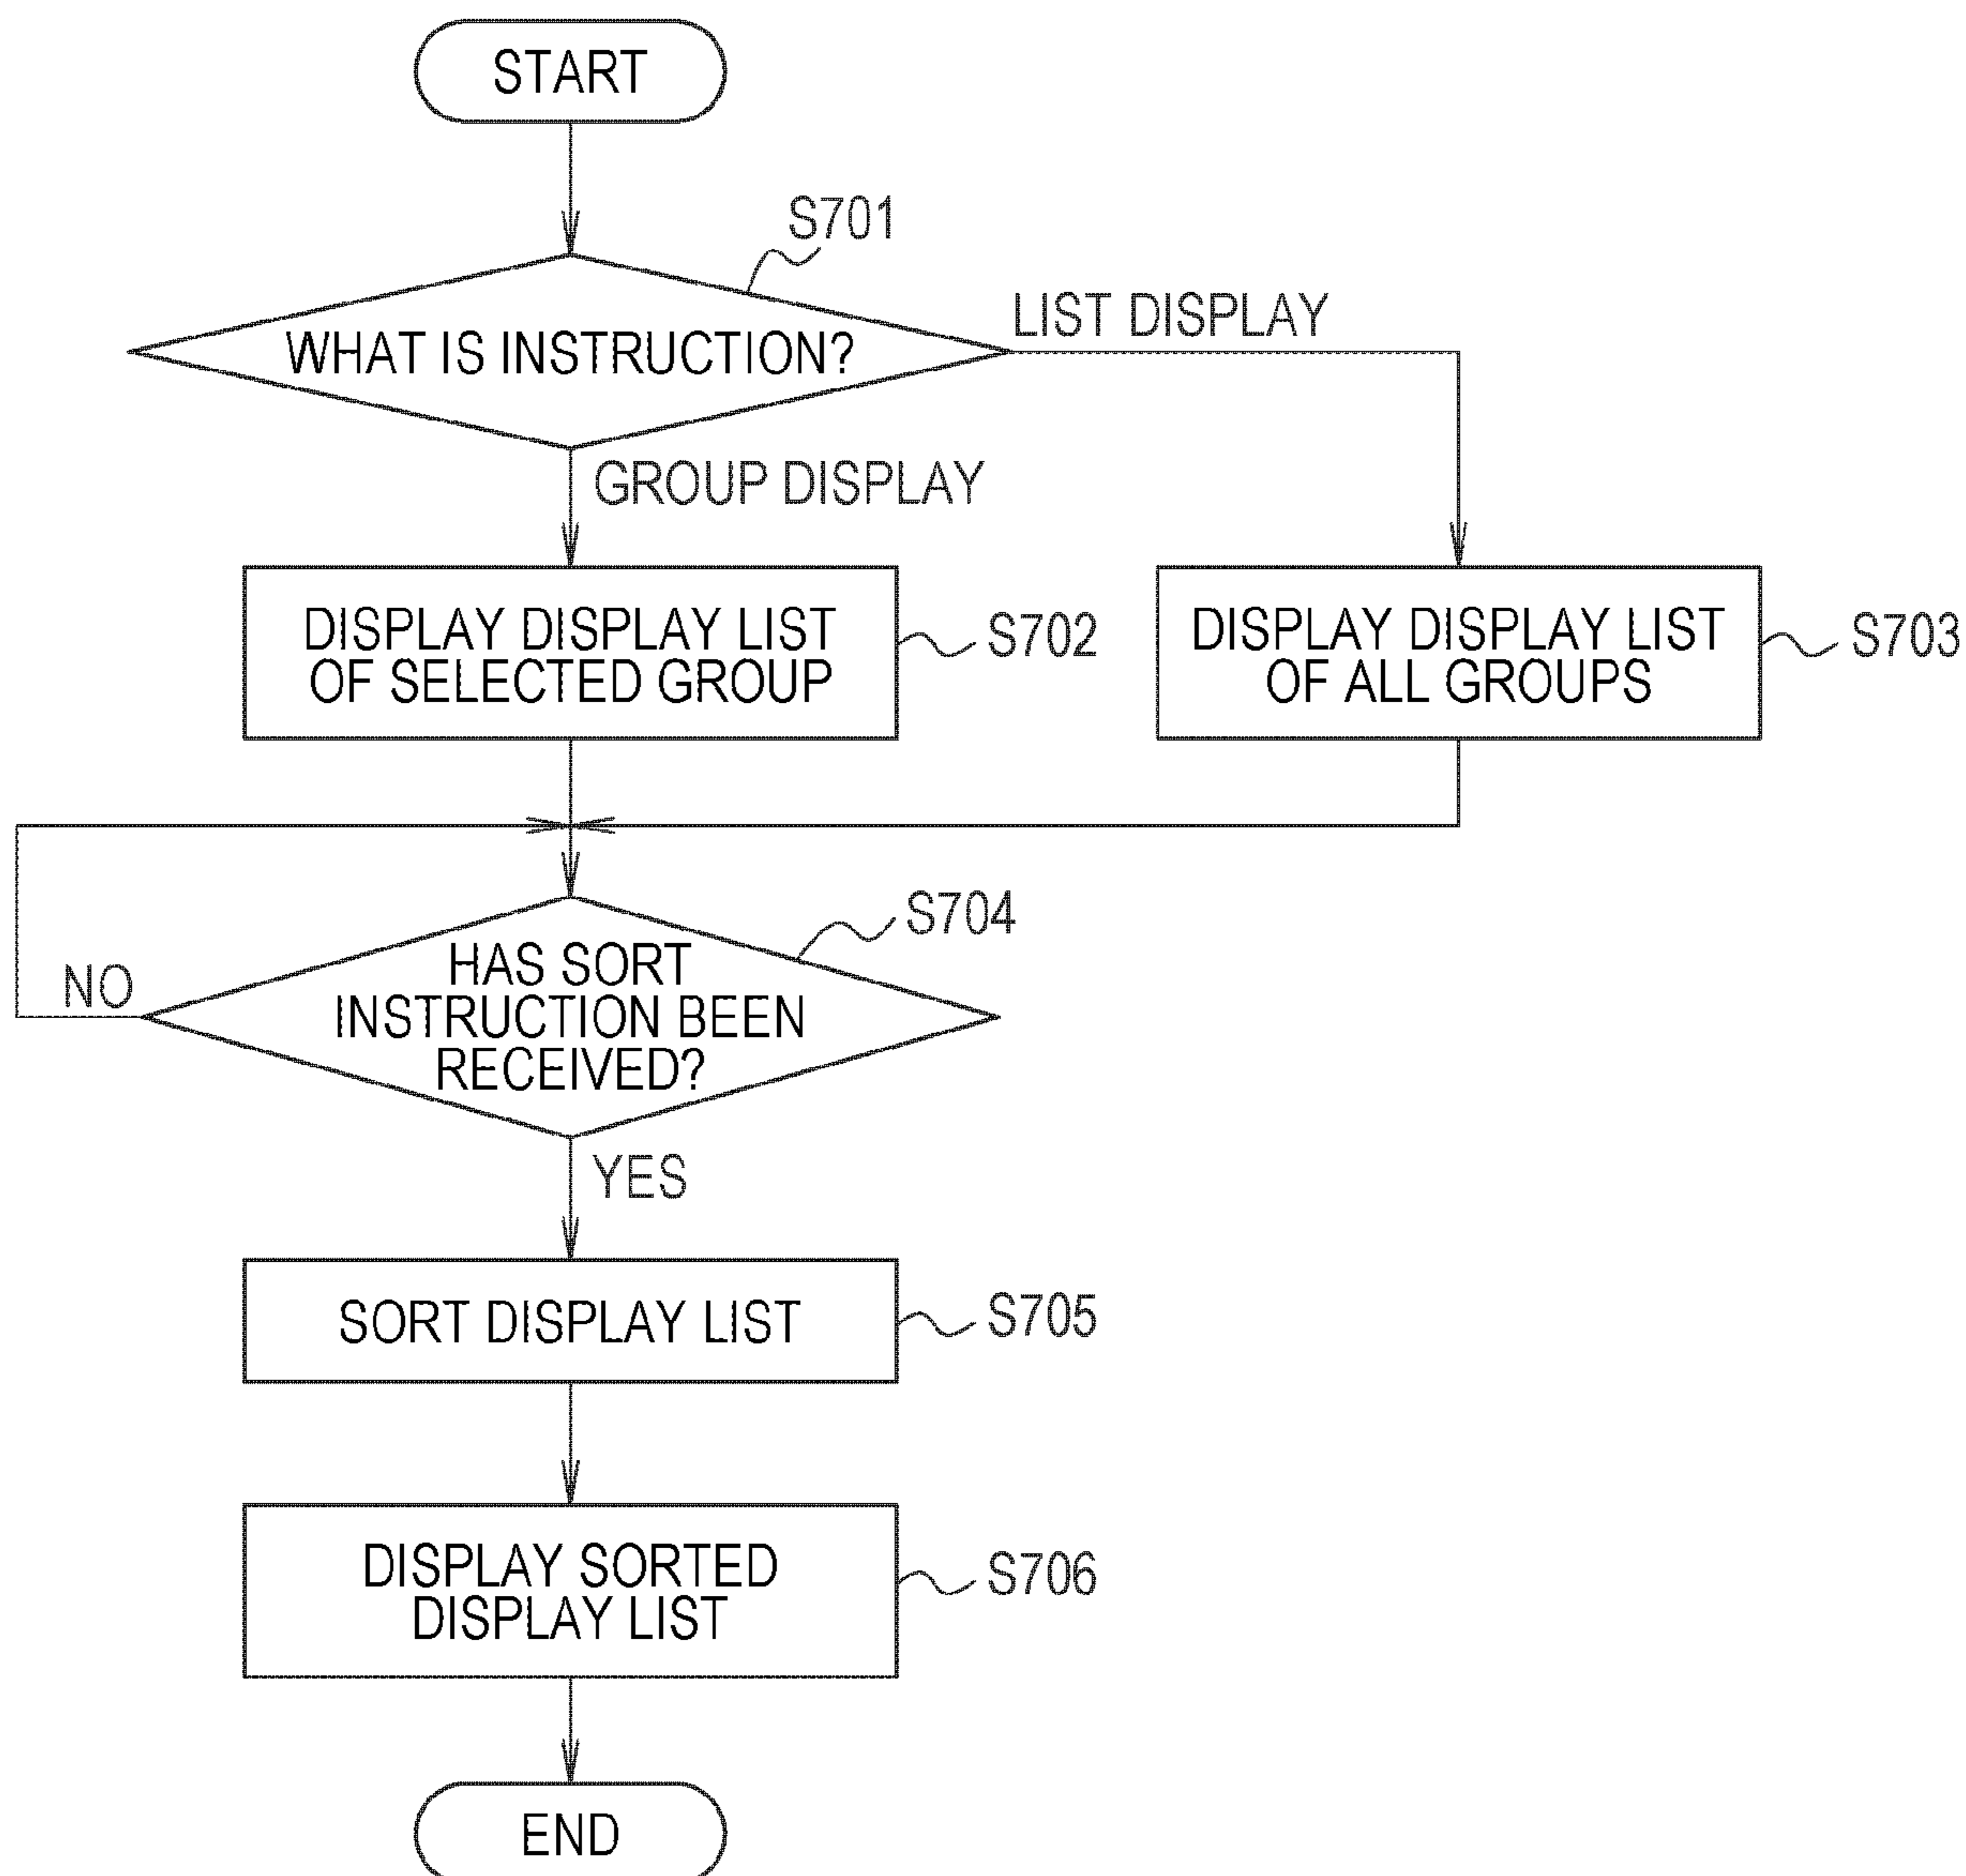 START
S701
WHAT IS INSTRUCTION?
LIST DISPLAY
GROUP DISPLAY
DISPLAY DISPLAY LIST
OF SELECTED GROUP
S702
DISPLAY DISPLAY LIST
OF ALL GROUPS
S703
S704
HAS SORT
INSTRUCTION BEEN
RECEIVED?
NO
YES
SORT DISPLAY LIST
S705
DISPLAY SORTED
DISPLAY LIST
S706
END